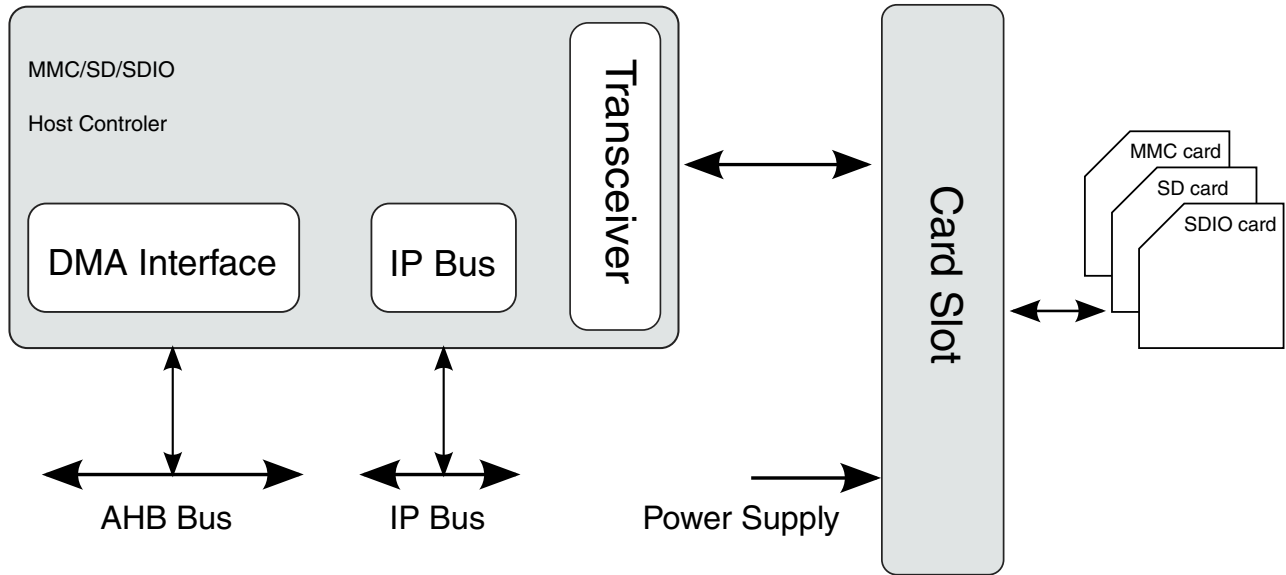 MMC/SD/SDIO
Host Controler
Transceiver
DMA Interface
IP Bus
Card Slot
MMC card
SD card
SDIO card
AHB Bus
IP Bus
Power Supply